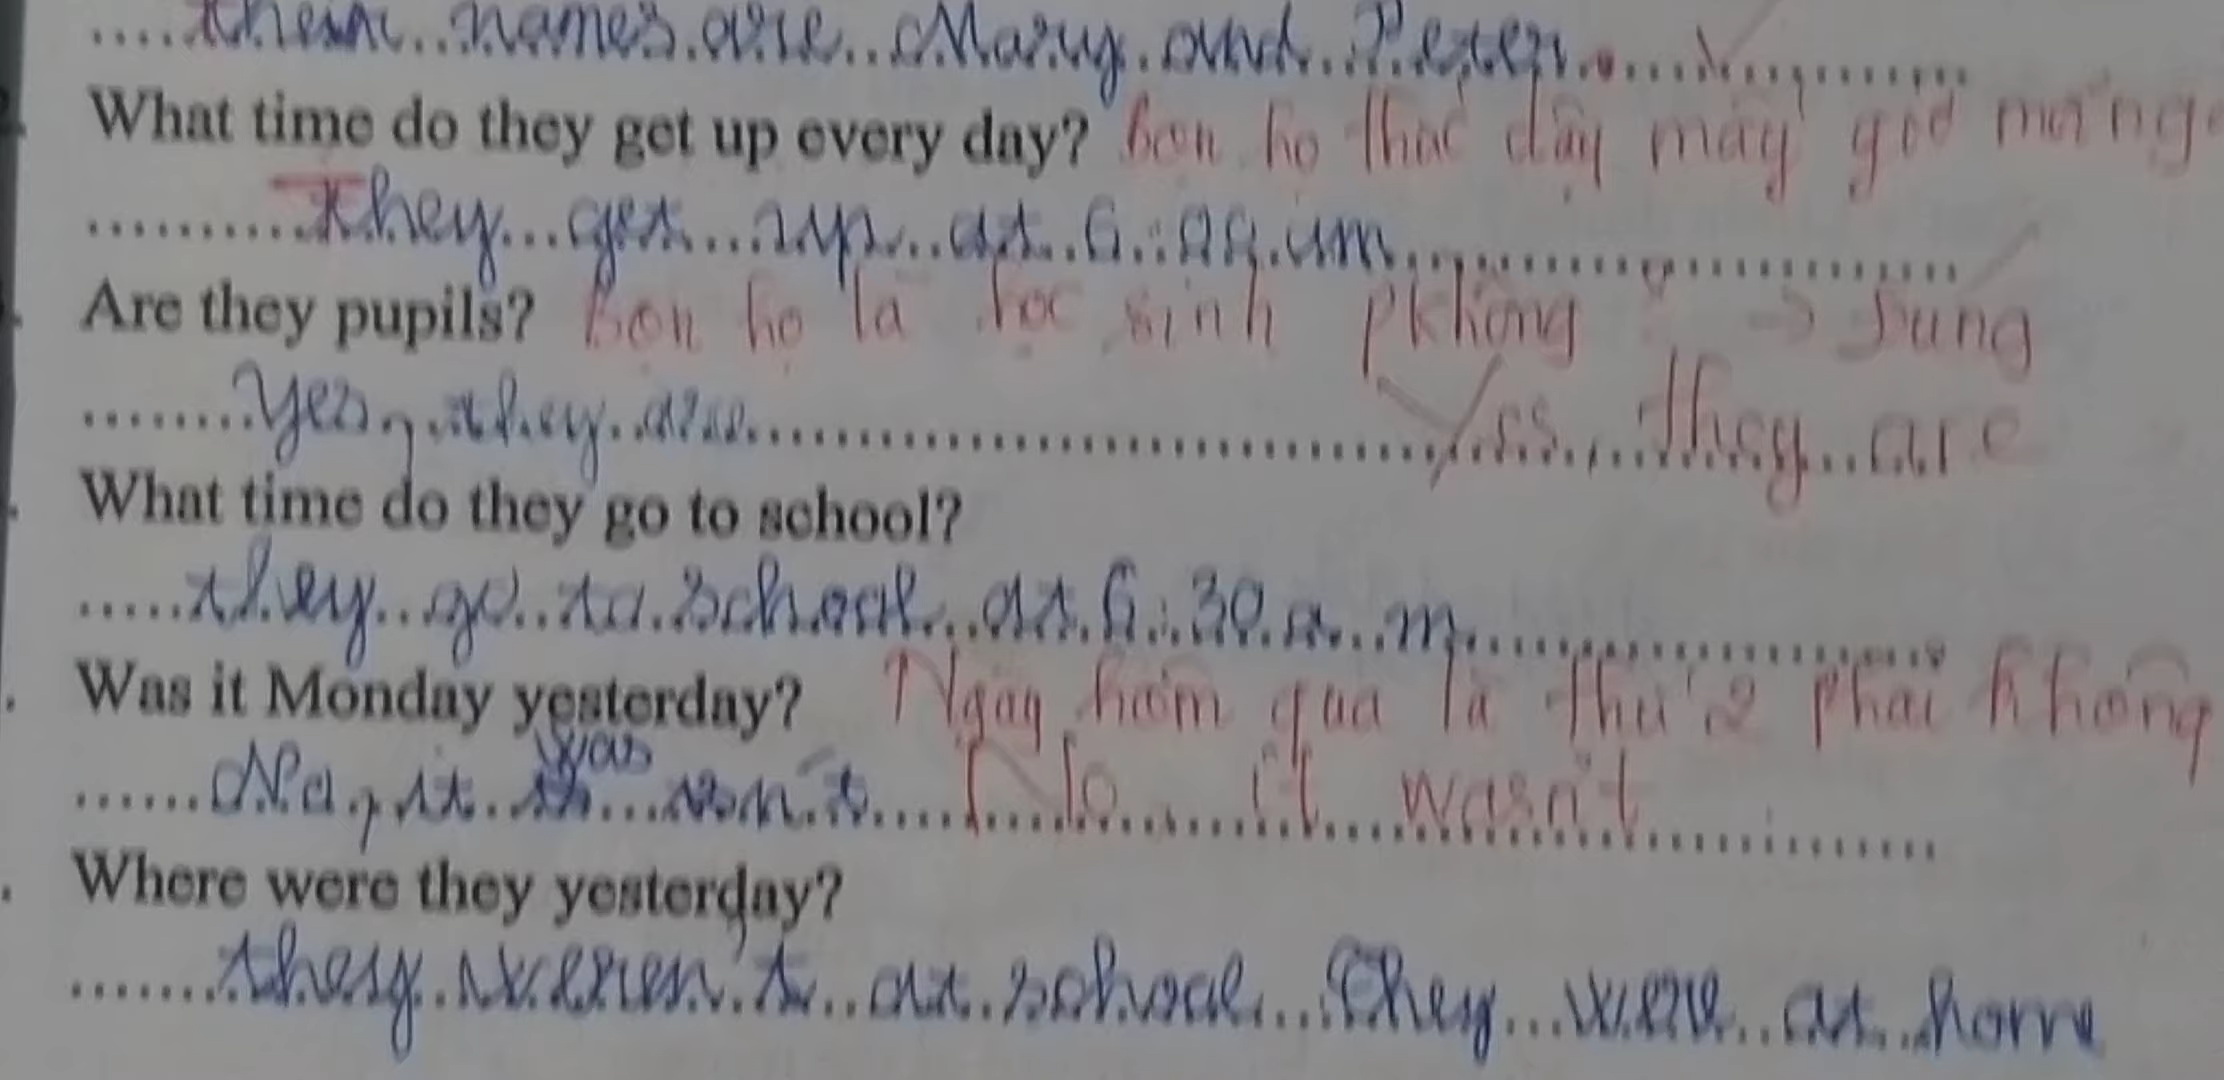 their names are Mary and Peter.
What time do they get up every day? bọn họ thức dậy mấy giờ mỗi ng
they get up at 6:00 am
Are they pupils? Bọn họ là học sinh pkhông? → Đúng
Yes, they are Yes, they are
What time do they go to school?
they go to school at 6:30 a.m
Was it Monday yesterday? Ngày hôm qua là thứ 2 phải không
No, it was n't No it wasn't
Where were they yesterday?
they weren't at school They were at home